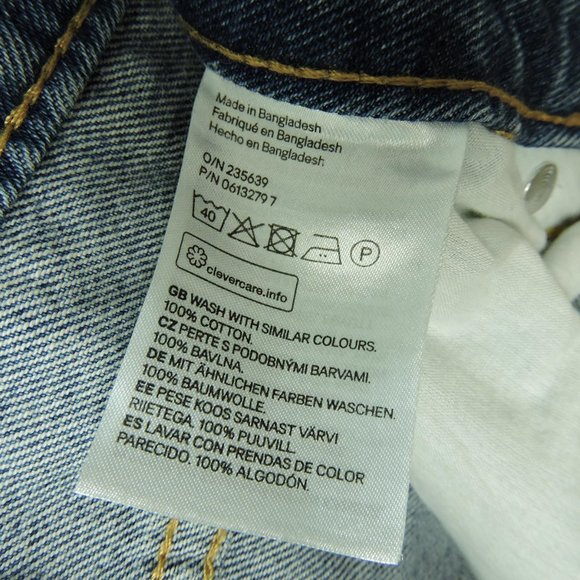 Made in Bangladesh
Fabriqué en Bangladesh
Hecho en Bangladesh
O/N 235639
P/N 0613279 7
40 P
clevercare.info
GB WASH WITH SIMILAR COLOURS.
100% COTTON.
CZ PERTE S PODOBNÝMI BARVAMI.
100% BAVLNA.
DE MIT ÄHNLICHEN FARBEN WASCHEN.
100% BAUMWOLLE.
EE PESE KOOS SARNAST VÄRVI
RIIETEGA. 100% PUUVILL.
ES LAVAR CON PRENDAS DE COLOR
PARECIDO. 100% ALGODÓN.